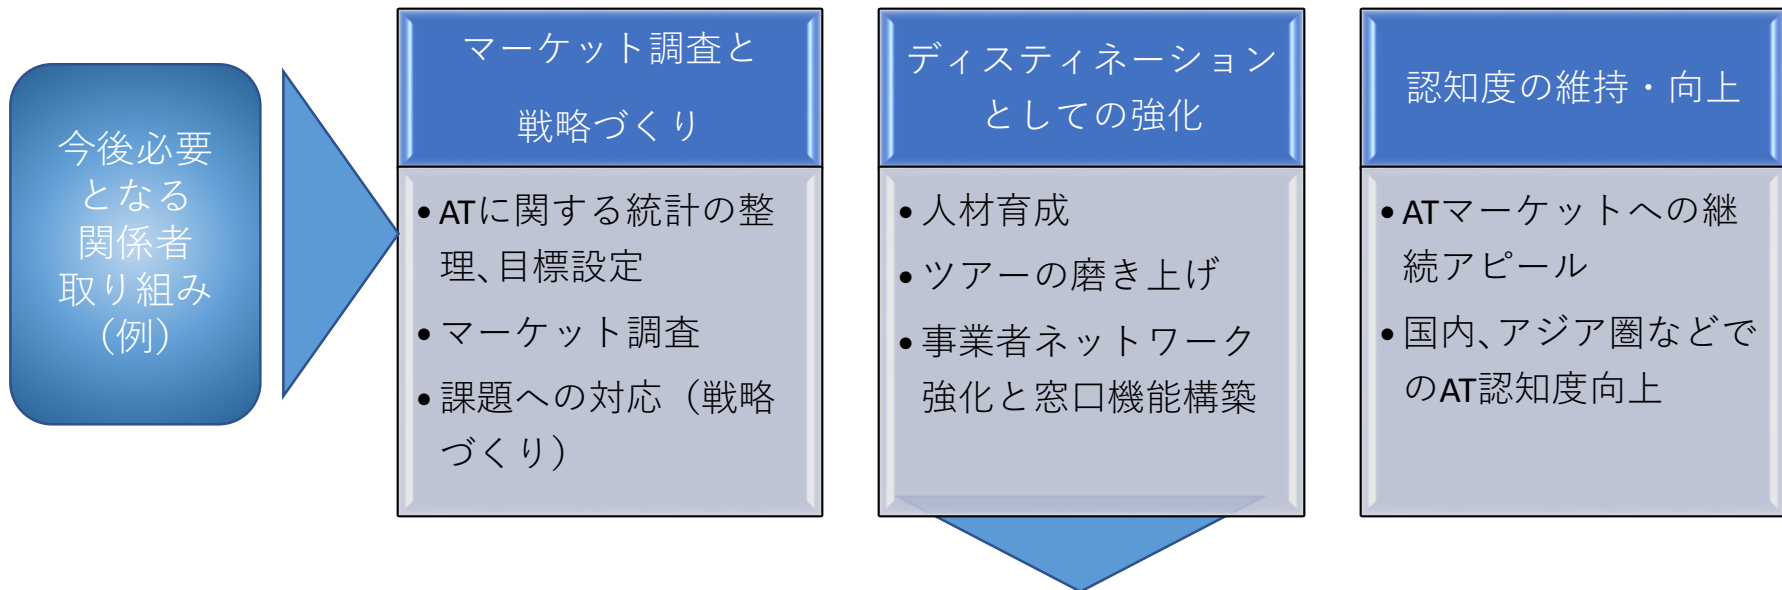 今後必要
となる
関係者
取り組み
(例)
マーケット調査と
戦略づくり
•ATに関する統計の整
理、目標設定
•マーケット調査
•課題への対応（戦略
づくり）
ディスティネーション
としての強化
•人材育成
•ツアーの磨き上げ
•事業者ネットワーク
強化と窓口機能構築
認知度の維持・向上
•ATマーケットへの継
続アピール
•国内、アジア圏などで
のAT認知度向上